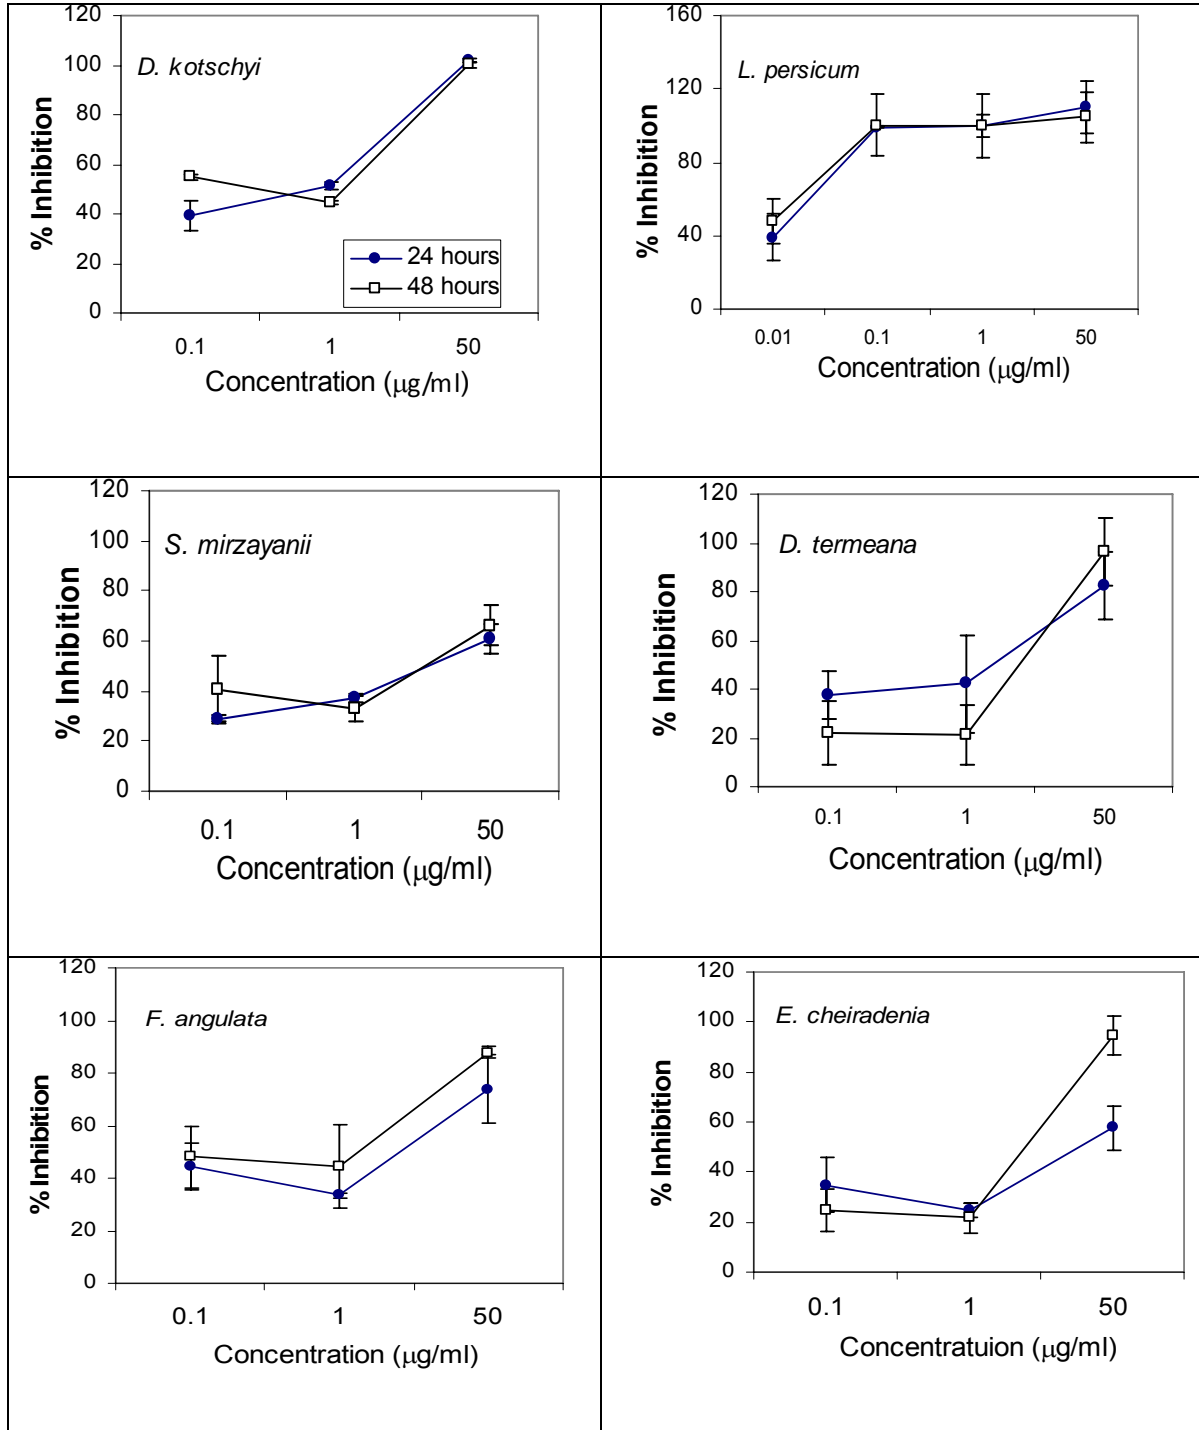 120
100
80
60
40
20
0
% Inhibition
D. kotschyi
24 hours
48 hours
0.1 1 50
Concentration (μg/ml)
160
120
80
40
0
% Inhibition
L. persicum
0.01 0.1 1 50
Concentration (μg/ml)
120
100
80
60
40
20
0
% Inhibition
S. mirzayanii
0.1 1 50
Concentration (μg/ml)
120
100
80
60
40
20
0
% Inhibition
D. termeana
0.1 1 50
Concentration (μg/ml)
120
100
80
60
40
20
0
% Inhibition
F. angulata
0.1 1 50
Concentration (μg/ml)
120
100
80
60
40
20
0
% Inhibition
E. cheiradenia
0.1 1 50
Concentratuion (μg/ml)